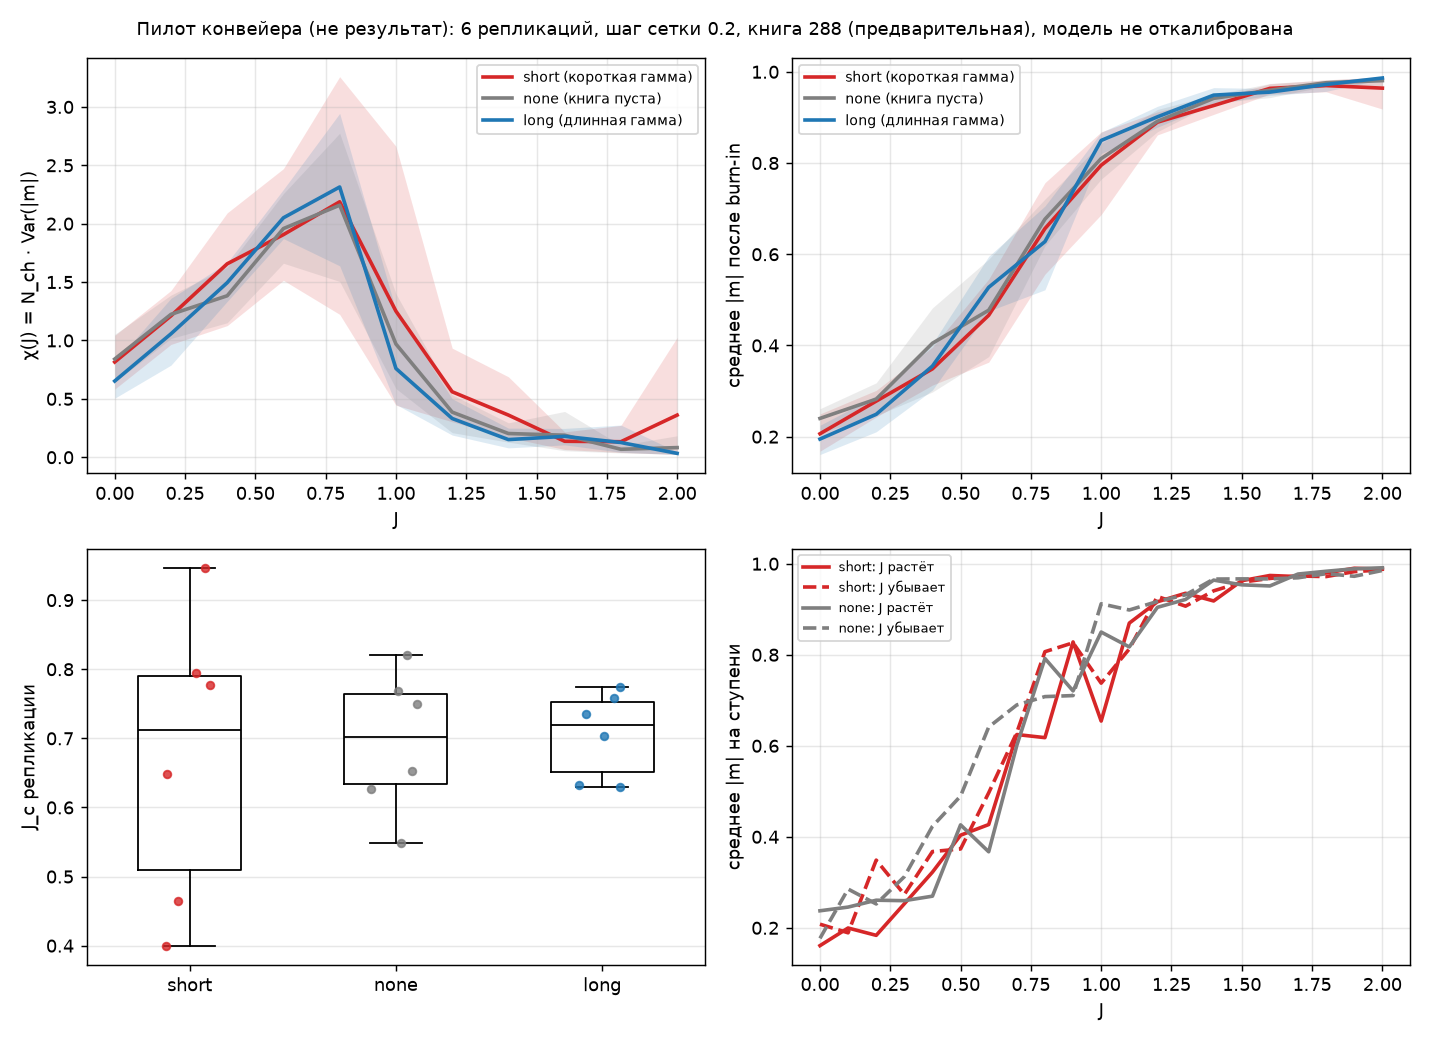 Пилот конвейера (не результат): 6 репликаций, шаг сетки 0.2, книга 288 (предварительная), модель не откалибрована
χ(J) = N_ch · Var(|m|)
3.0
2.5
2.0
1.5
1.0
0.5
0.0
short (короткая гамма)
none (книга пуста)
long (длинная гамма)
0.00 0.25 0.50 0.75 1.00 1.25 1.50 1.75 2.00
J
среднее |m| после burn-in
1.0
0.8
0.6
0.4
0.2
short (короткая гамма)
none (книга пуста)
long (длинная гамма)
0.00 0.25 0.50 0.75 1.00 1.25 1.50 1.75 2.00
J
J_c репликации
0.9
0.8
0.7
0.6
0.5
0.4
short none long
среднее |m| на ступени
1.0
0.8
0.6
0.4
0.2
short: J растёт
short: J убывает
none: J растёт
none: J убывает
0.00 0.25 0.50 0.75 1.00 1.25 1.50 1.75 2.00
J